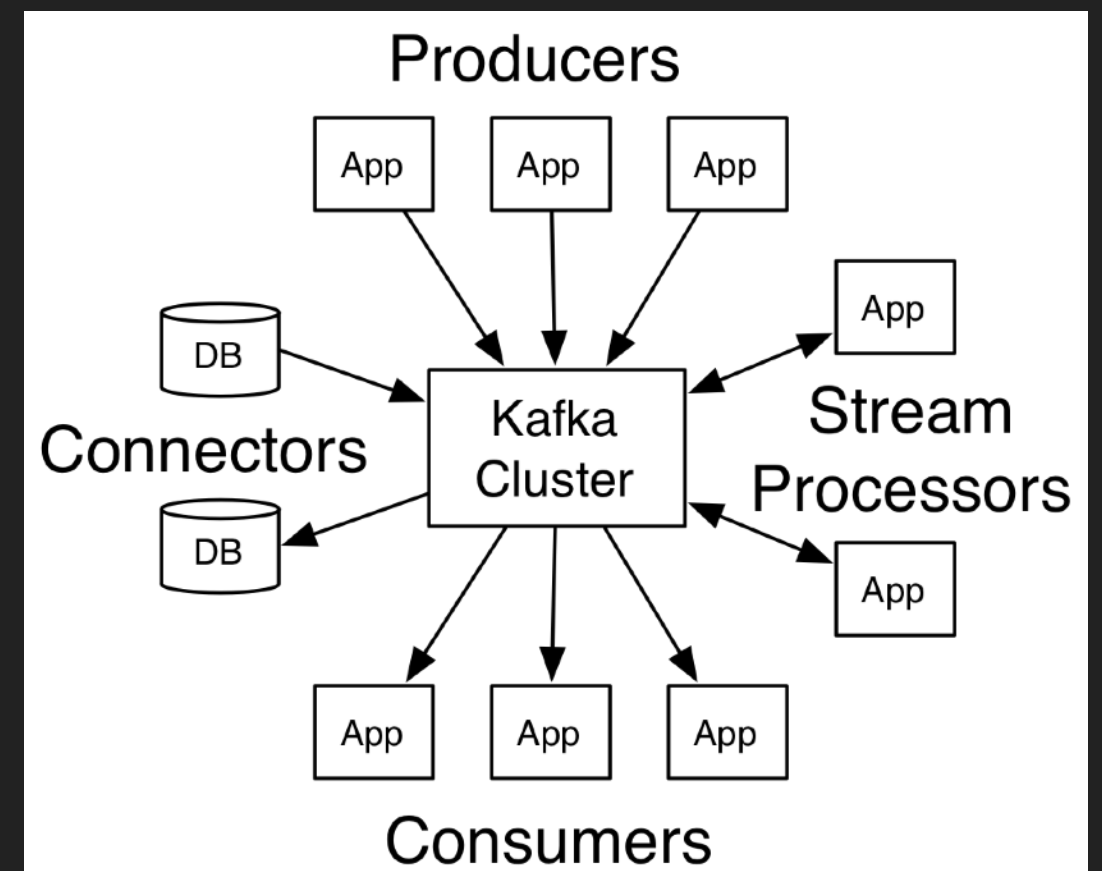 Producers
App
App
App
App
DB
Kafka
Cluster
Stream
Processors
Connectors
DB
App
App
App
App
Consumers